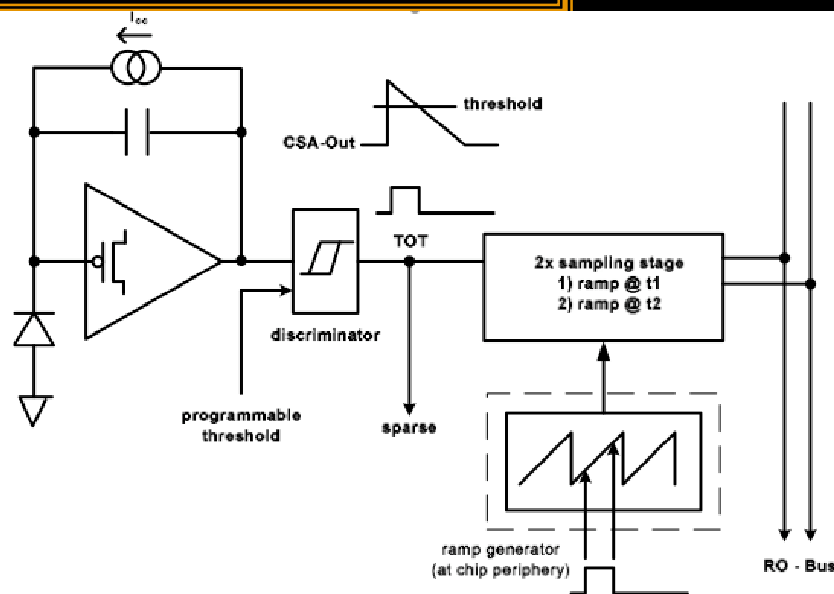 threshold
CSA-Out
TOT
2x sampling stage
1) ramp @ t1
2) ramp @ t2
discriminator
programmable
threshold
sparse
ramp generator
(at chip periphery)
RO - Bus